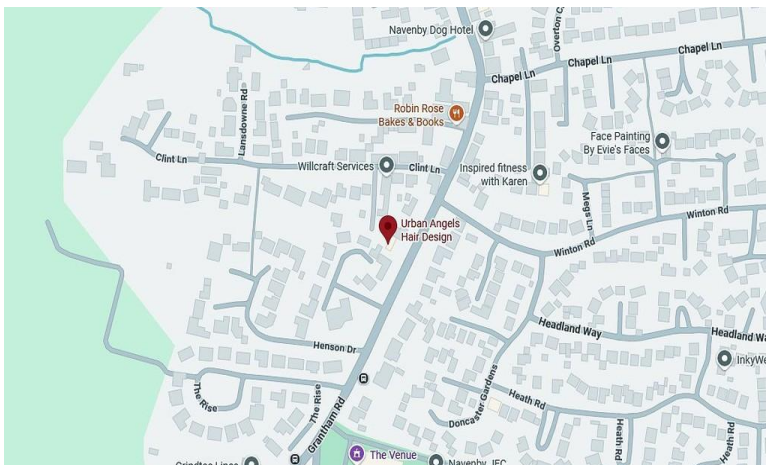 Navenby Dog Hotel
Overton C
Chapel Ln
Chapel Ln
Robin Rose
Bakes & Books
Lansdowne Rd
Face Painting
By Evie's Faces
Clint Ln
Willcraft Services
Clint Ln
Inspired fitness
with Karen
Megs Ln
Winton Rd
Urban Angels
Hair Design
Winton Rd
Headland Way
Headland Wa
Henson Dr
InkyWe
The Rise
The Rise
Grantham Rd
Doncaster Gardens
Heath Rd
Heath Rd
Heath Rd
The Venue
Navenby JFC